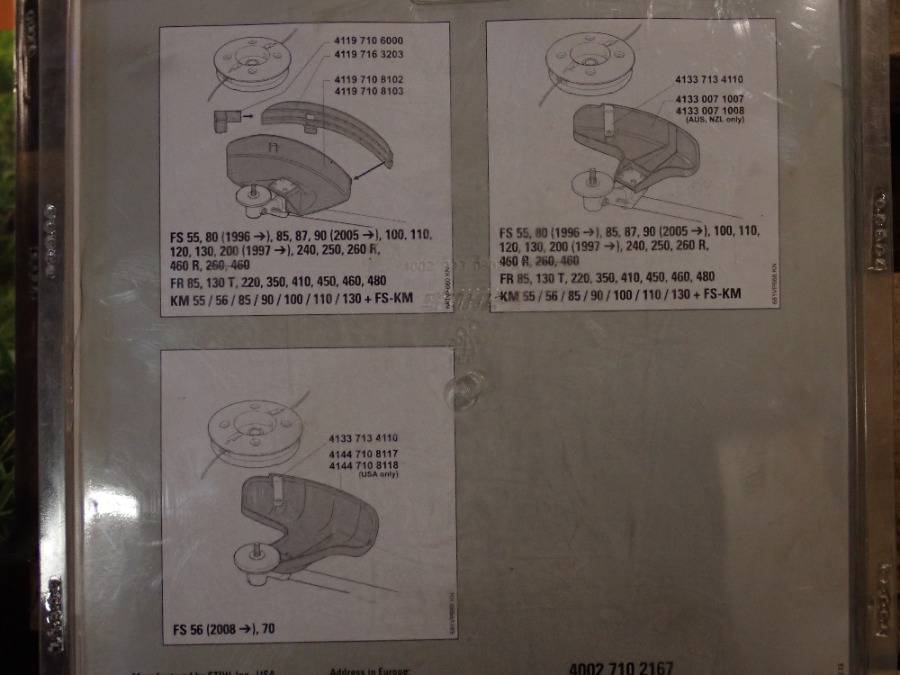 4119 710 6000
4119 716 3203
4119 710 8102
4119 710 8103
FS 55, 80 (1996 →), 85, 87, 90 (2005 →), 100, 110,
120, 130, 200 (1997 →), 240, 250, 260 R,
460 R, 260, 460
FR 85, 130 T, 220, 350, 410, 450, 460, 480
KM 55 / 56 / 85 / 90 / 100 / 110 / 130 + FS-KM
4133 713 4110
4133 007 1007
4133 007 1008
(AUS, NZL only)
FS 55, 80 (1996 →), 85, 87, 90 (2005 →), 100, 110,
120, 130, 200 (1997 →), 240, 250, 260 R,
460 R, 260, 460
FR 85, 130 T, 220, 350, 410, 450, 460, 480
KM 55 / 56 / 85 / 90 / 100 / 110 / 130 + FS-KM
4133 713 4110
4144 710 8117
4144 710 8118
(USA only)
FS 56 (2008 →), 70
Manufactured by STIHL Inc. USA
Address in Europe:
4002 710 2167